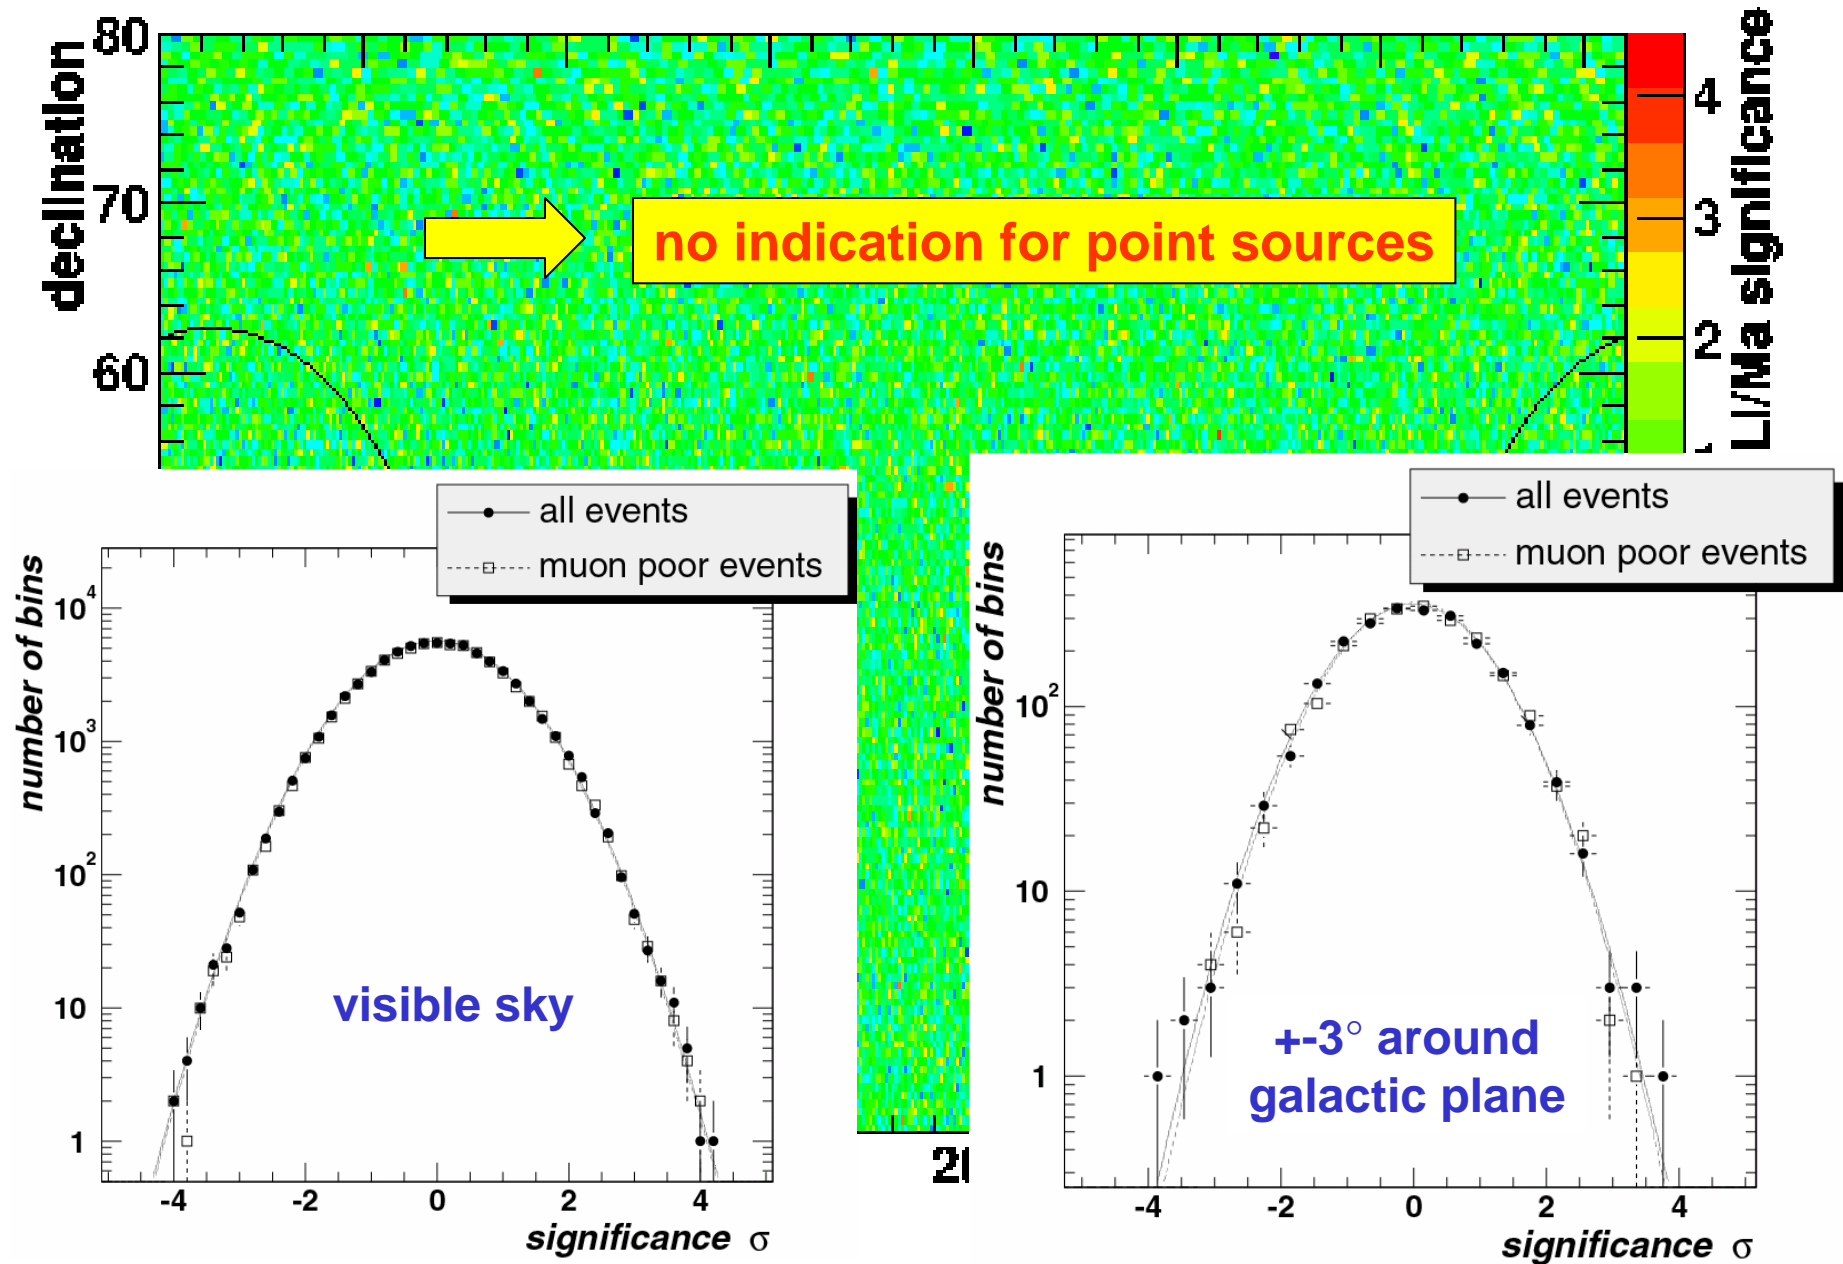 80
70
60
declination
4
3
2
Li/Ma significance
no indication for point sources
all events
muon poor events
number of bins
10^4
10^3
10^2
10
1
visible sky
-4 -2 0 2 4
significance σ
all events
muon poor events
number of bins
10^2
10
1
+-3° around
galactic plane
-4 -2 0 2 4
significance σ